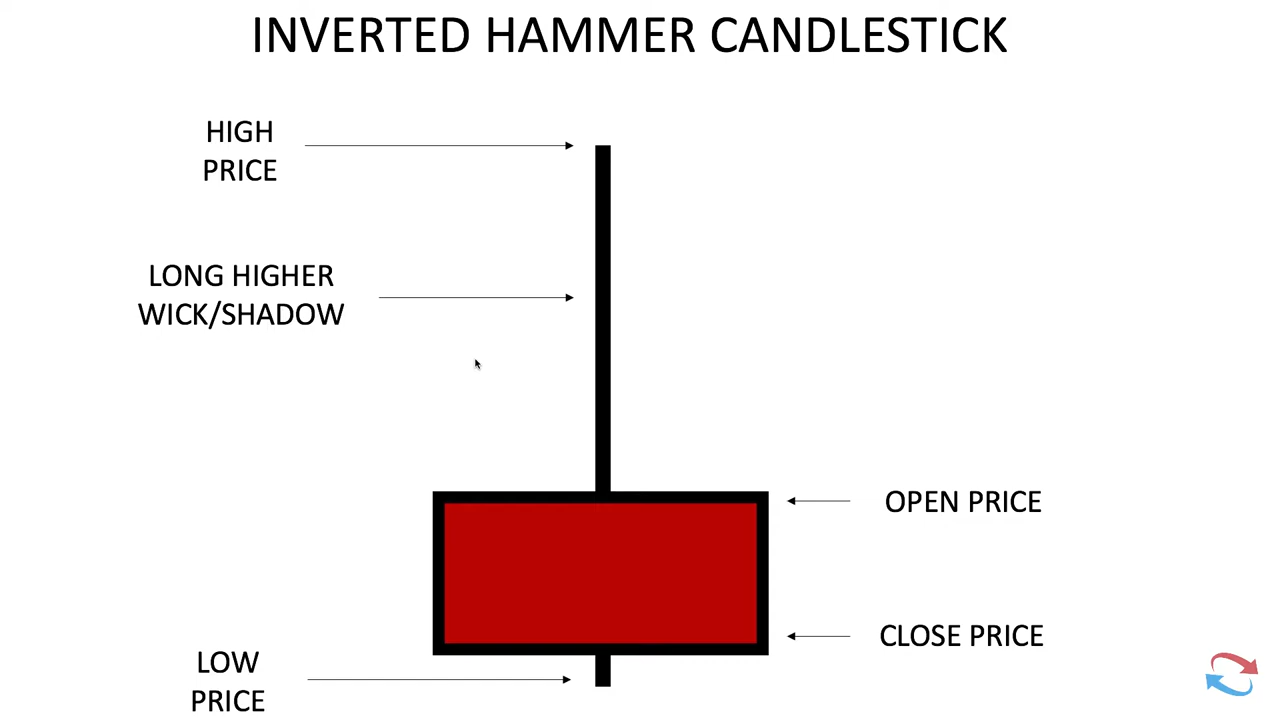 INVERTED HAMMER CANDLESTICK
HIGH
PRICE
LONG HIGHER
WICK/SHADOW
OPEN PRICE
CLOSE PRICE
LOW
PRICE